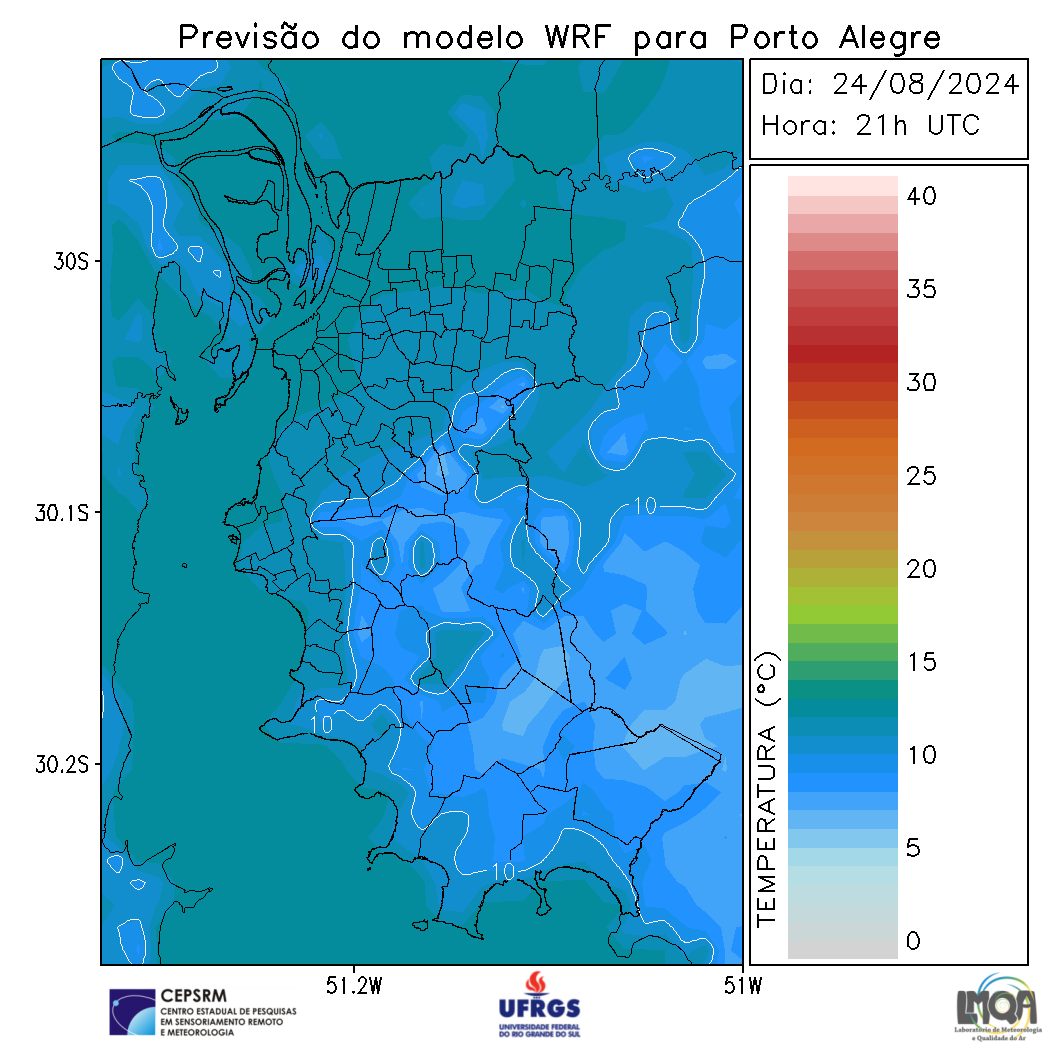 Previsão do modelo WRF para Porto Alegre
Dia: 24/08/2024
Hora: 21h UTC
40
35
30
25
20
15
10
5
0
TEMPERATURA (°C)
30S
30.1S
30.2S
51.2W
51W
10
10
10
CEPSRM
CENTRO ESTADUAL DE PESQUISAS
EM SENSORIAMENTO REMOTO
E METEOROLOGIA
UFRGS
UNIVERSIDADE FEDERAL
DO RIO GRANDE DO SUL
LMQA
Laboratório de Meteorologia
e Qualidade do Ar